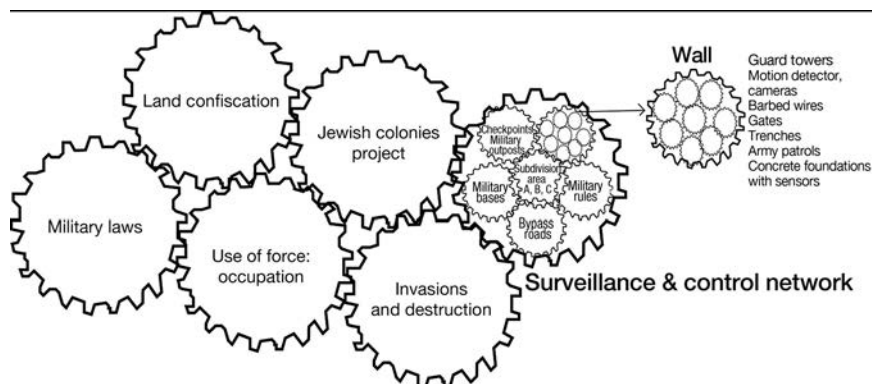 Land confiscation
Jewish colonies
project
Military laws
Use of force:
occupation
Invasions
and destruction
Checkpoints
Military
outposts
Subdivision
area
A, B, C
Military
bases
Military
rules
Bypass
roads
Surveillance & control network
Wall
Guard towers
Motion detector,
cameras
Barbed wires
Gates
Trenches
Army patrols
Concrete foundations
with sensors